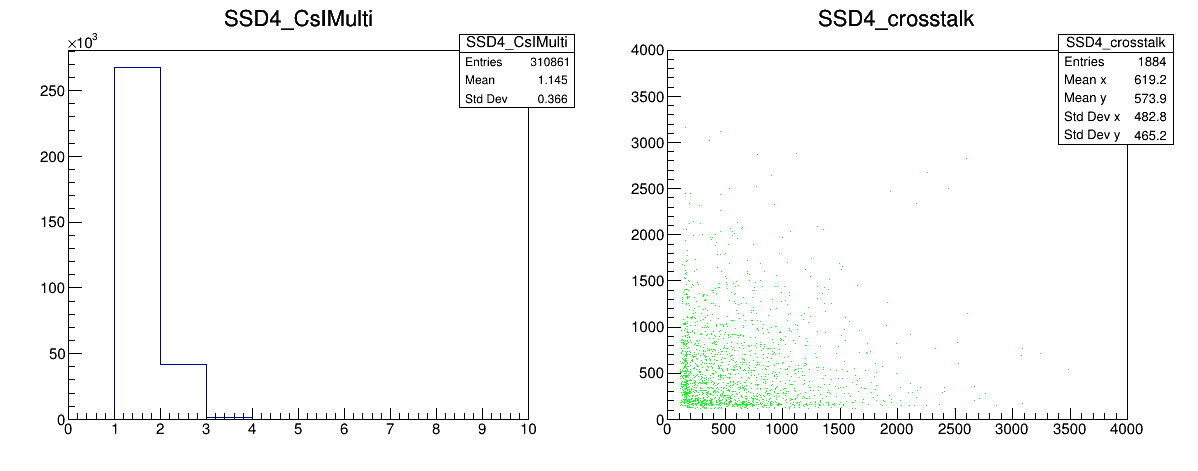 SSD4_CsIMulti
×10³
SSD4_CsIMulti
Entries 310861
Mean 1.145
Std Dev 0.366
250
200
150
100
50
0
0 1 2 3 4 5 6 7 8 9 10
SSD4_crosstalk
SSD4_crosstalk
Entries 1884
Mean x 619.2
Mean y 573.9
Std Dev x 482.8
Std Dev y 465.2
4000
3500
3000
2500
2000
1500
1000
500
0
0 500 1000 1500 2000 2500 3000 3500 4000